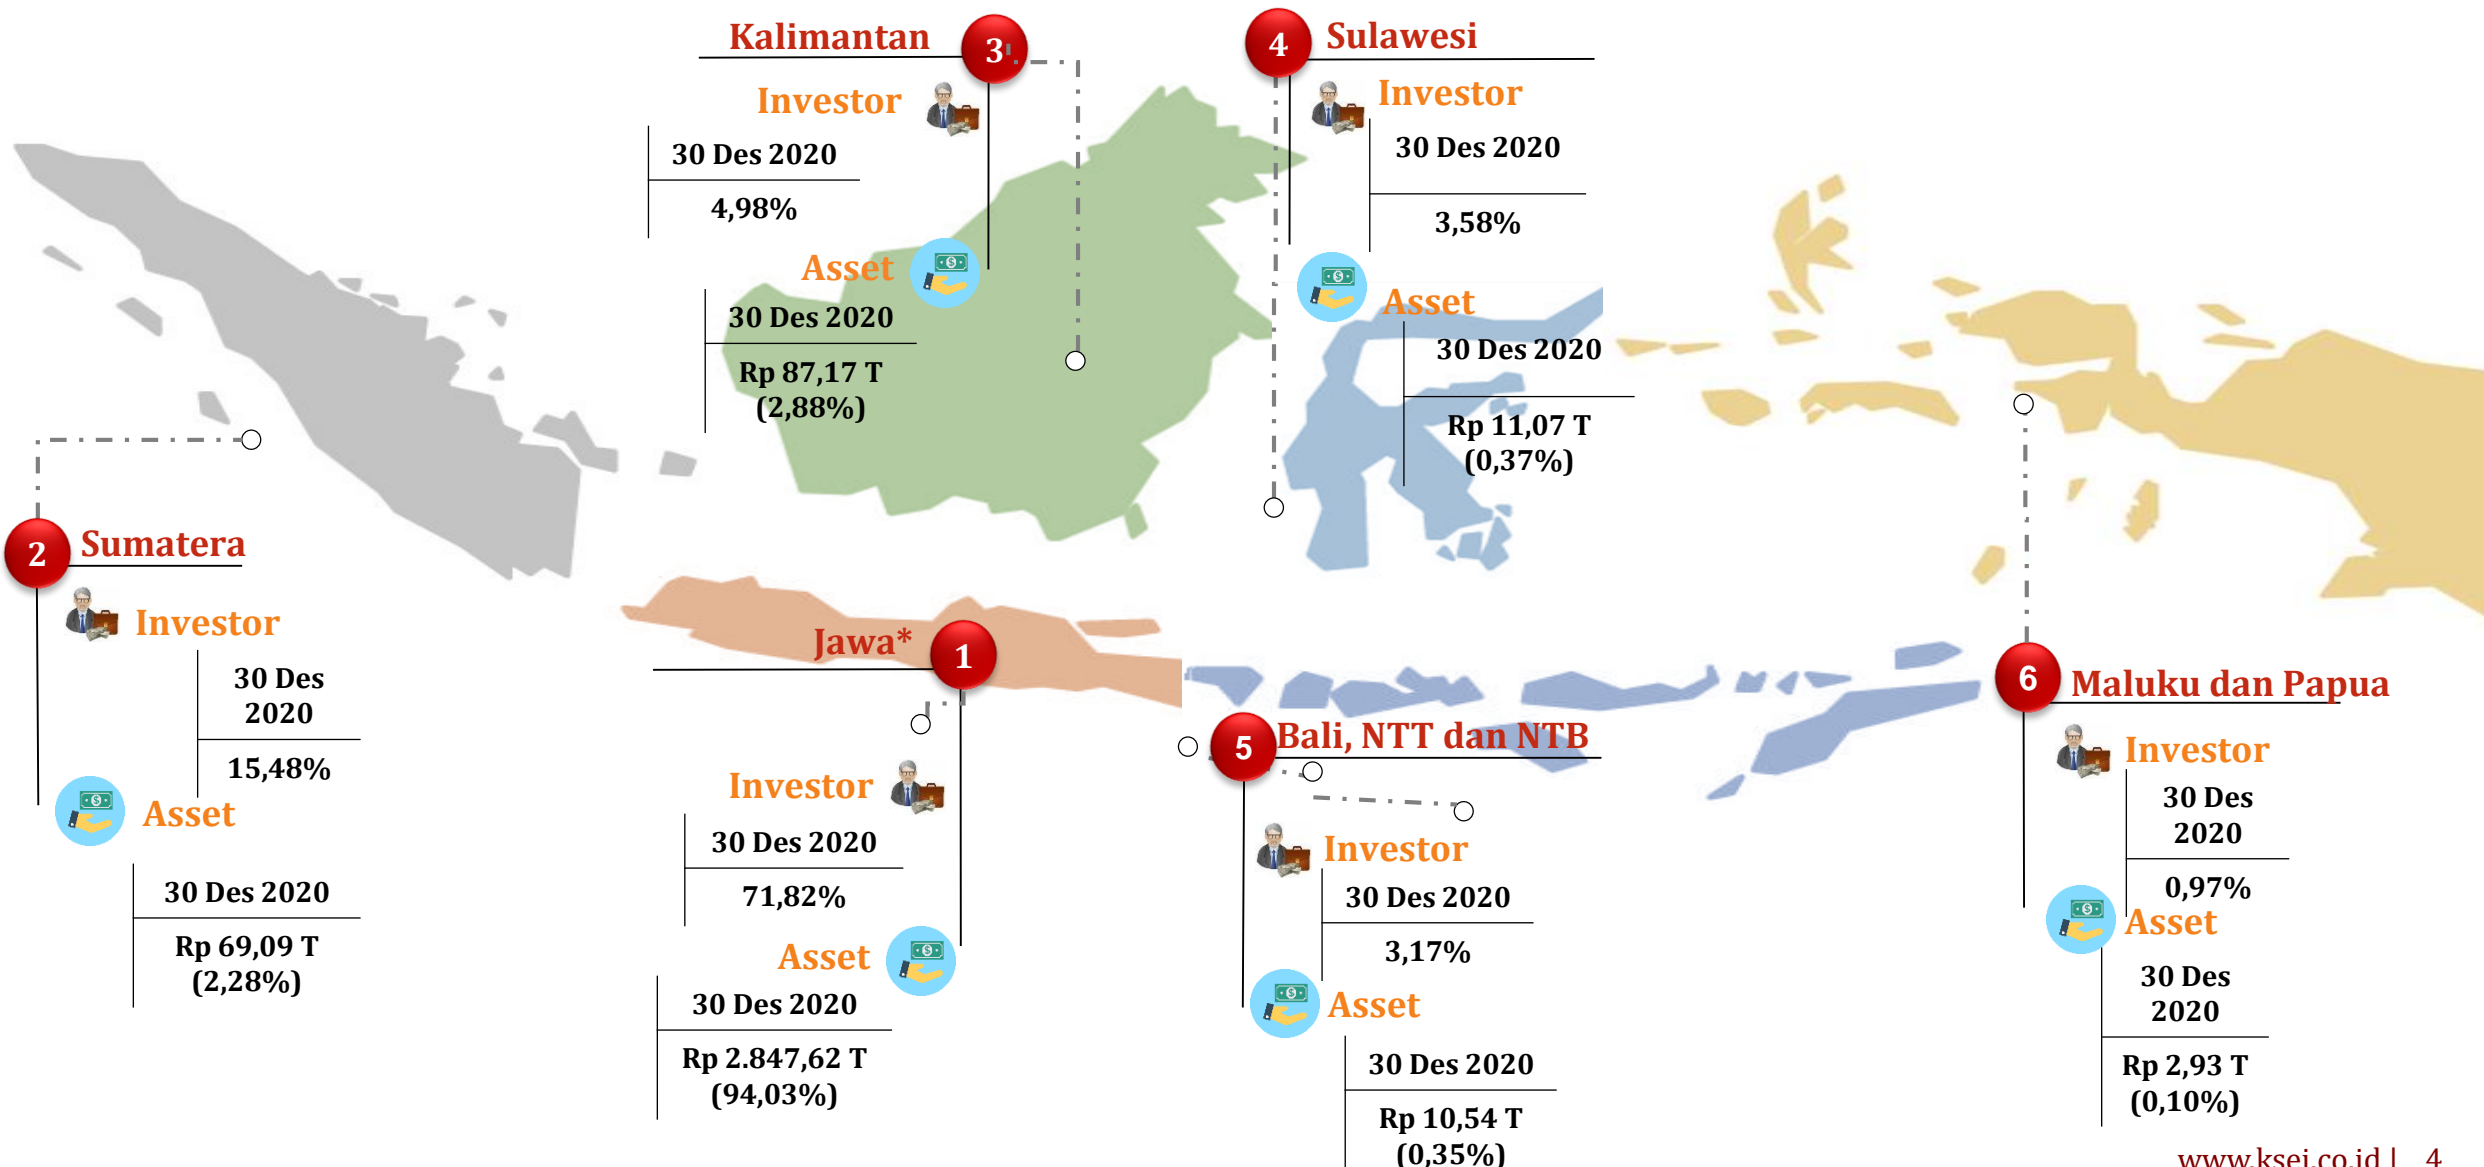 Kalimantan
3
Investor
30 Des 2020
4,98%
Asset
30 Des 2020
Rp 87,17 T
(2,88%)
4
Sulawesi
Investor
30 Des 2020
3,58%
Asset
30 Des 2020
Rp 11,07 T
(0,37%)
2
Sumatera
Investor
30 Des
2020
15,48%
Asset
30 Des 2020
Rp 69,09 T
(2,28%)
Jawa*
1
Investor
30 Des 2020
71,82%
Asset
30 Des 2020
Rp 2.847,62 T
(94,03%)
5
Bali, NTT dan NTB
Investor
30 Des 2020
3,17%
Asset
30 Des 2020
Rp 10,54 T
(0,35%)
6
Maluku dan Papua
Investor
30 Des
2020
0,97%
Asset
30 Des
2020
Rp 2,93 T
(0,10%)
www.ksei.co.id | 4